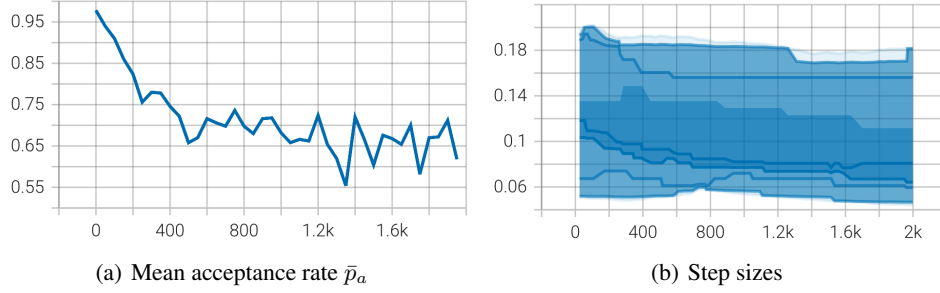 0.95
0.85
0.75
0.65
0.55
0 400 800 1.2k 1.6k
(a) Mean acceptance rate p̄ₐ
0.18
0.14
0.1
0.06
0 400 800 1.2k 1.6k 2k
(b) Step sizes